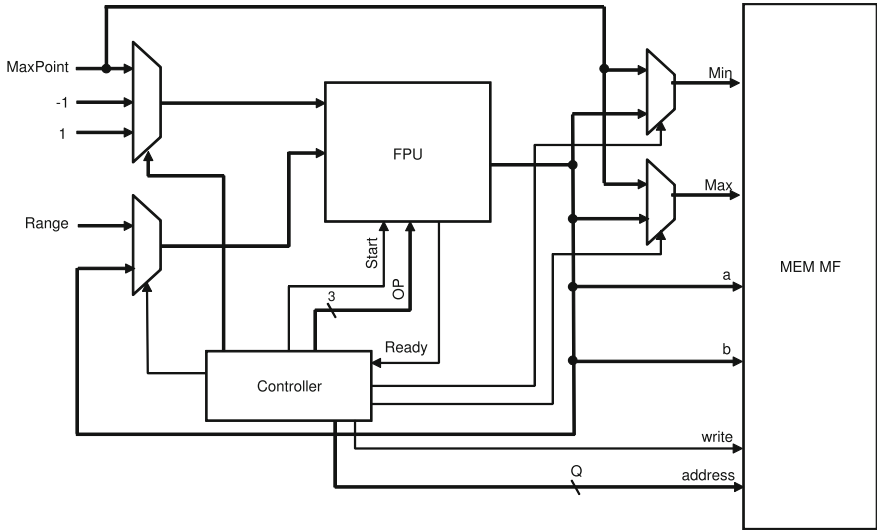 MaxPoint
-1
1
Range
FPU
Start
OP
3
Ready
Controller
Min
Max
a
b
write
Q
address
MEM MF